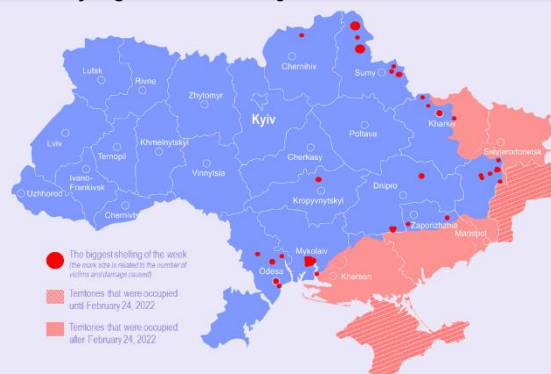 Chernihiv
Sumy
Lutsk
Rivne
Zhytomyr
Kyiv
Kharkiv
Lviv
Ternopil
Khmelnytskyi
Poltava
Sievierodonetsk
Cherkasy
Ivano-
Frankivsk
Vinnytsia
Uzhhorod
Chernivtsi
Kropyvnytskyi
Dnipro
Zaporizhzhia
Mariupol
Mykolaiv
Odesa
Kherson
The biggest shelling of the week
(the mark size is related to the number of
victims and damage caused)
Territories that were occupied
until February 24, 2022
Territories that were occupied
after February 24, 2022